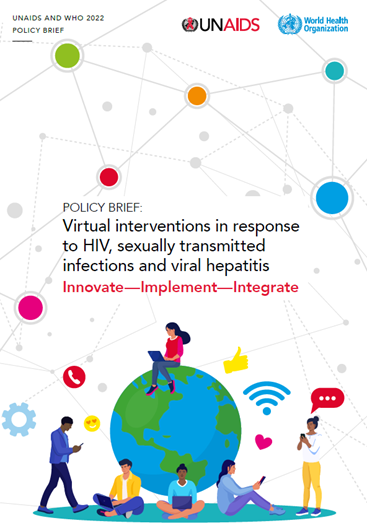 UNAIDS AND WHO 2022
POLICY BRIEF
UNAIDS
World Health
Organization
POLICY BRIEF:
Virtual interventions in response
to HIV, sexually transmitted
infections and viral hepatitis
Innovate—Implement—Integrate